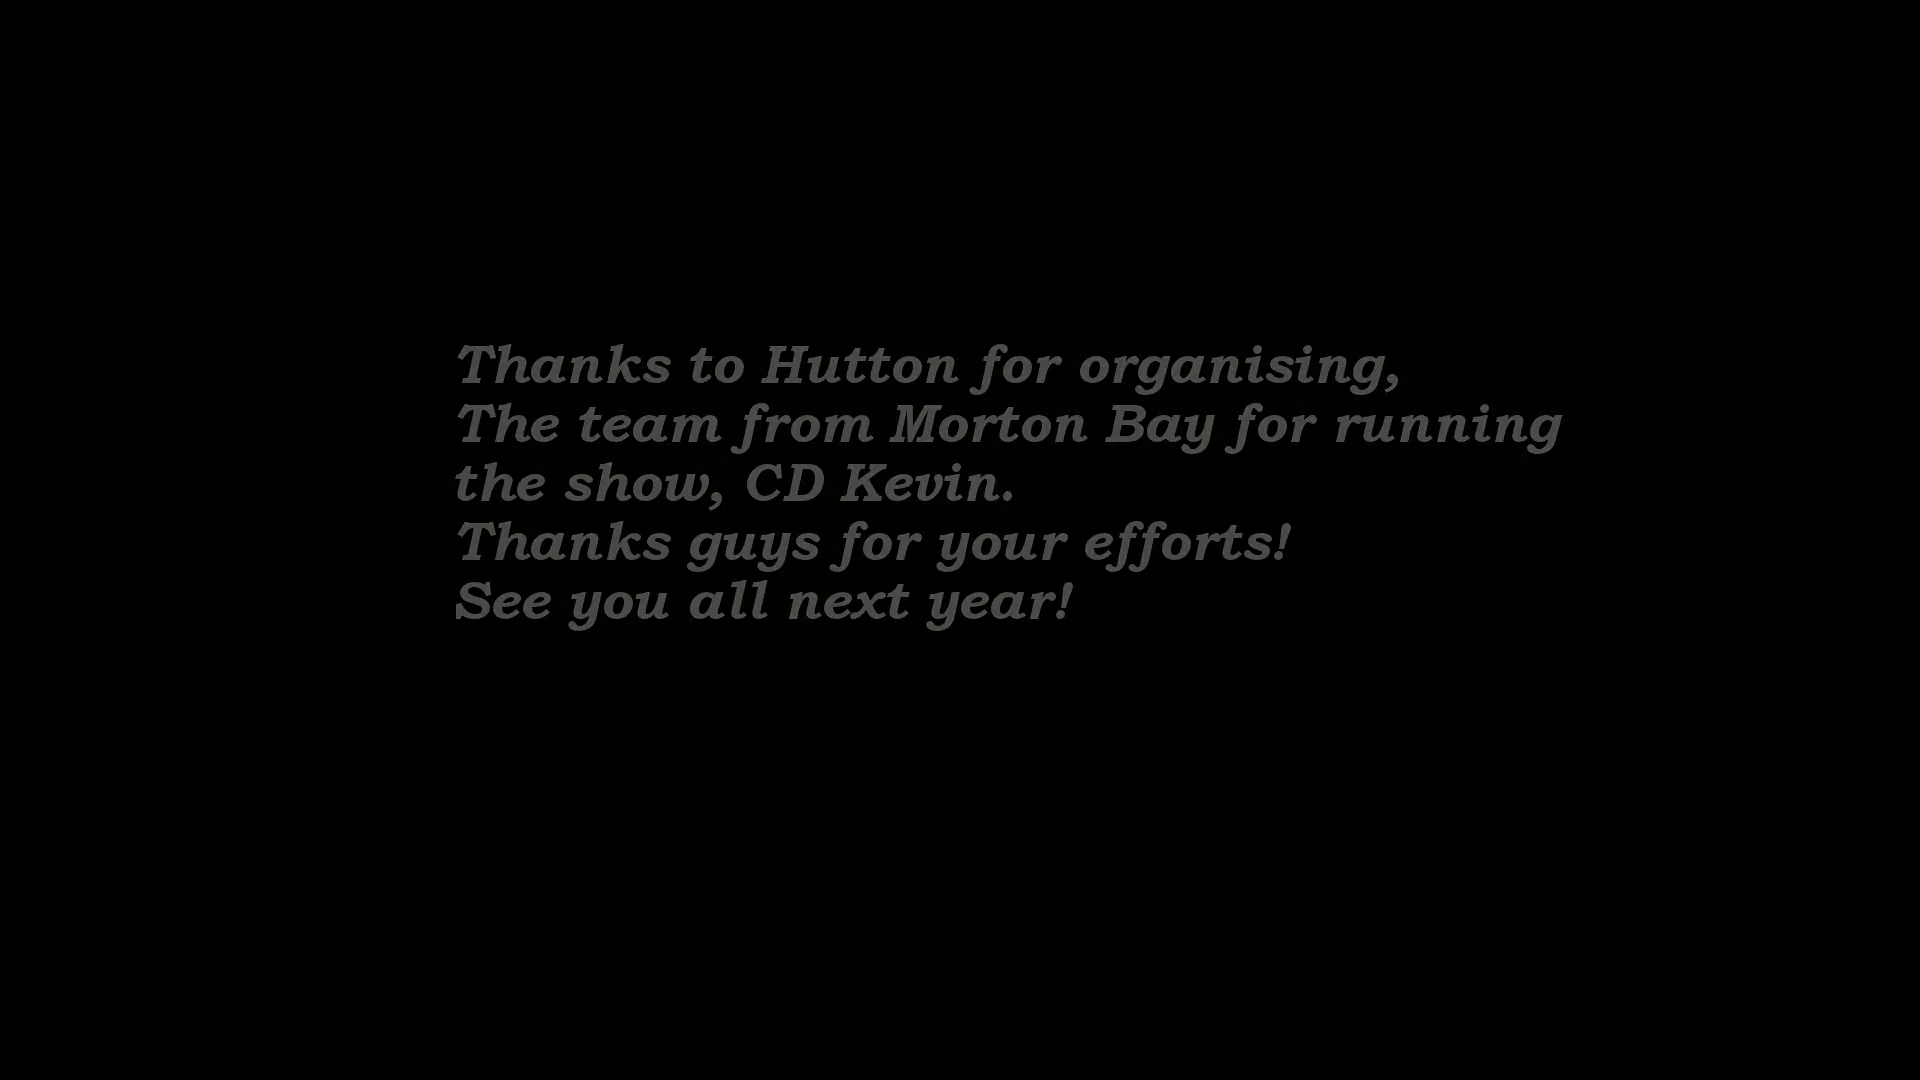 Thanks to Hutton for organising,
The team from Morton Bay for running
the show, CD Kevin.
Thanks guys for your efforts!
See you all next year!